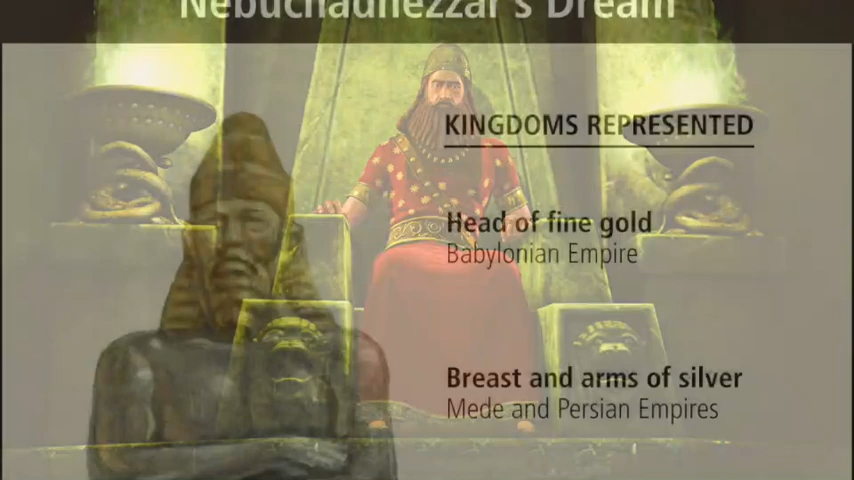 Nebuchadnezzar's Dream
KINGDOMS REPRESENTED
Head of fine gold
Babylonian Empire
Breast and arms of silver
Mede and Persian Empires